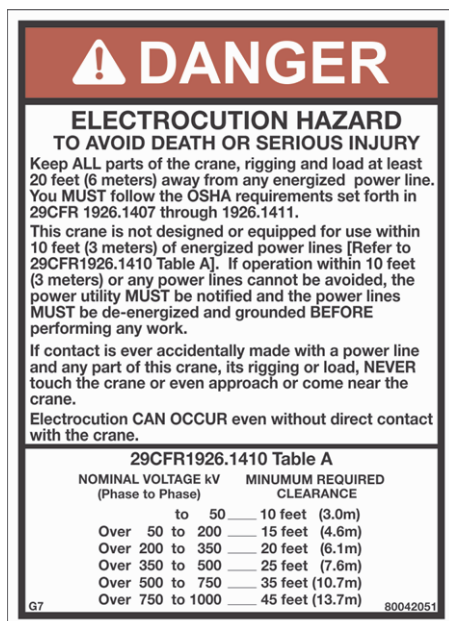 DANGER
ELECTROCUTION HAZARD
TO AVOID DEATH OR SERIOUS INJURY
Keep ALL parts of the crane, rigging and load at least
20 feet (6 meters) away from any energized power line.
You MUST follow the OSHA requirements set forth in
29CFR 1926.1407 through 1926.1411.
This crane is not designed or equipped for use within
10 feet (3 meters) of energized power lines [Refer to
29CFR1926.1410 Table A]. If operation within 10 feet
(3 meters) or any power lines cannot be avoided, the
power utility MUST be notified and the power lines
MUST be de-energized and grounded BEFORE
performing any work.
If contact is ever accidentally made with a power line
and any part of this crane, its rigging or load, NEVER
touch the crane or even approach or come near the
crane.
Electrocution CAN OCCUR even without direct contact
with the crane.
29CFR1926.1410 Table A
NOMINAL VOLTAGE kV MINUMUM REQUIRED
(Phase to Phase) CLEARANCE
to 50 ____ 10 feet (3.0m)
Over 50 to 200 ____ 15 feet (4.6m)
Over 200 to 350 ____ 20 feet (6.1m)
Over 350 to 500 ____ 25 feet (7.6m)
Over 500 to 750 ____ 35 feet (10.7m)
Over 750 to 1000 ____ 45 feet (13.7m)
G7 80042051